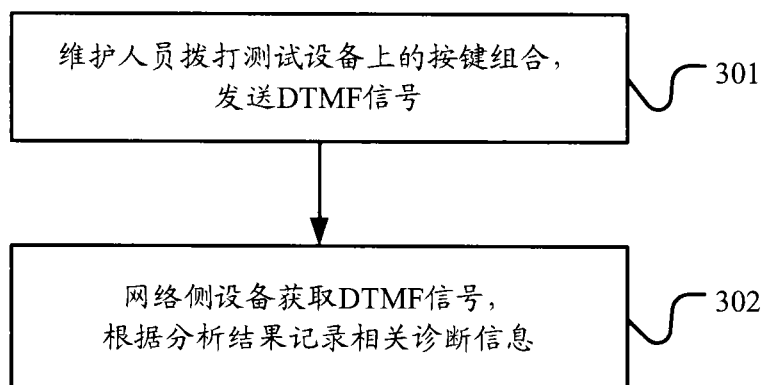 维护人员拨打测试设备上的按键组合，
发送DTMF信号
301
网络侧设备获取DTMF信号，
根据分析结果记录相关诊断信息
302